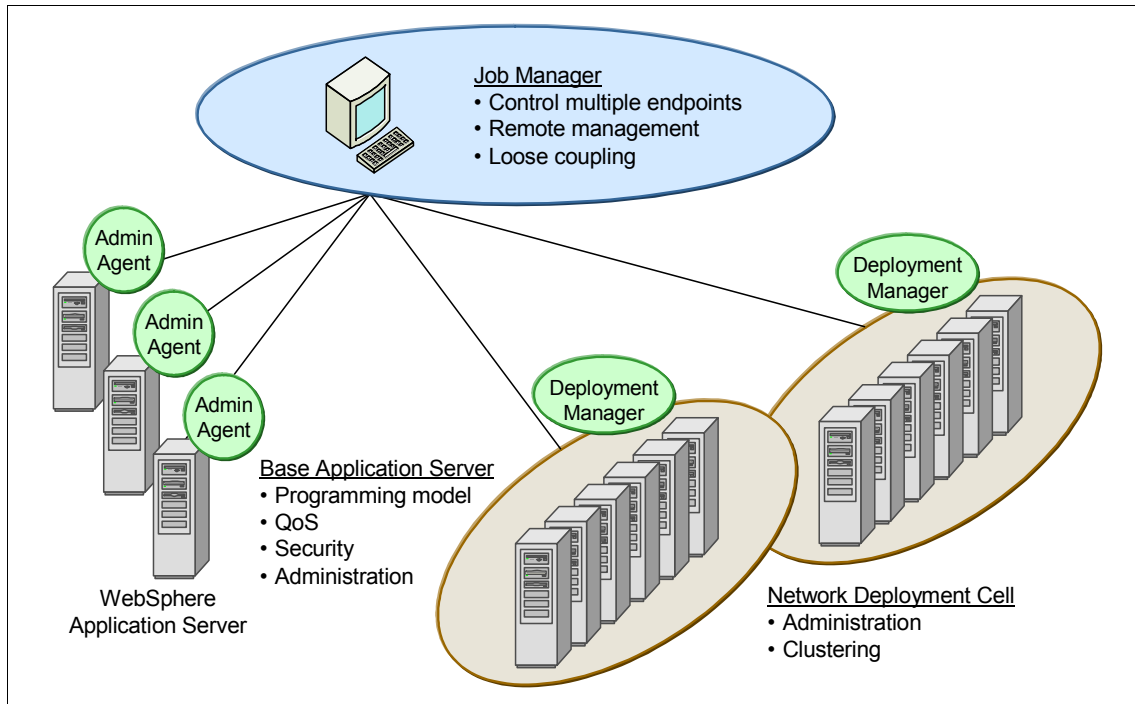 Job Manager
• Control multiple endpoints
• Remote management
• Loose coupling
Admin
Agent
Admin
Agent
Admin
Agent
Deployment
Manager
Deployment
Manager
Base Application Server
• Programming model
• QoS
• Security
• Administration
WebSphere
Application Server
Network Deployment Cell
• Administration
• Clustering